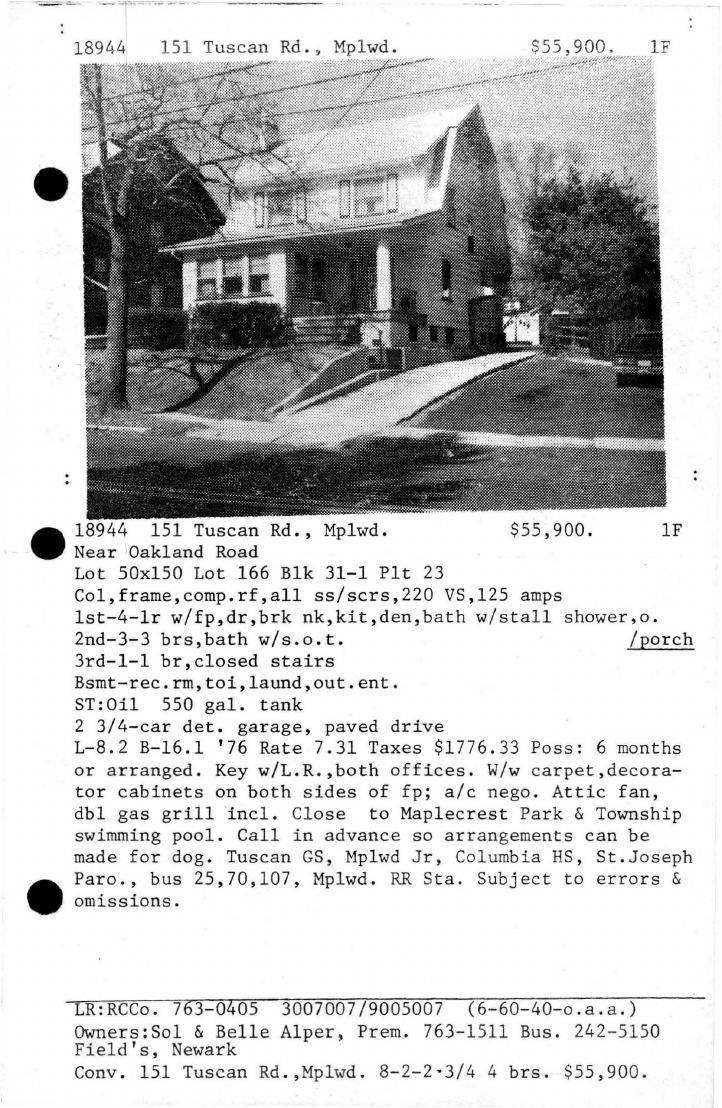 18944 151 Tuscan Rd., Mplwd. $55,900. 1F
18944 151 Tuscan Rd., Mplwd. $55,900. 1F
Near Oakland Road
Lot 50x150 Lot 166 Blk 31-1 Plt 23
Col,frame,comp.rf,all ss/scrs,220 VS,125 amps
1st-4-lr w/fp,dr,brk nk,kit,den,bath w/stall shower,o.
2nd-3-3 brs,bath w/s.o.t. /porch
3rd-1-1 br,closed stairs
Bsmt-rec.rm,toi,laund,out.ent.
ST:Oil 550 gal. tank
2 3/4-car det. garage, paved drive
L-8.2 B-16.1 '76 Rate 7.31 Taxes $1776.33 Poss: 6 months
or arranged. Key w/L.R.,both offices. W/w carpet,decora-
tor cabinets on both sides of fp; a/c nego. Attic fan,
dbl gas grill incl. Close to Maplecrest Park & Township
swimming pool. Call in advance so arrangements can be
made for dog. Tuscan GS, Mplwd Jr, Columbia HS, St.Joseph
Paro., bus 25,70,107, Mplwd. RR Sta. Subject to errors &
omissions.
LR:RCCo. 763-0405 3007007/9005007 (6-60-40-o.a.a.)
Owners:Sol & Belle Alper, Prem. 763-1511 Bus. 242-5150
Field's, Newark
Conv. 151 Tuscan Rd.,Mplwd. 8-2-2·3/4 4 brs. $55,900.